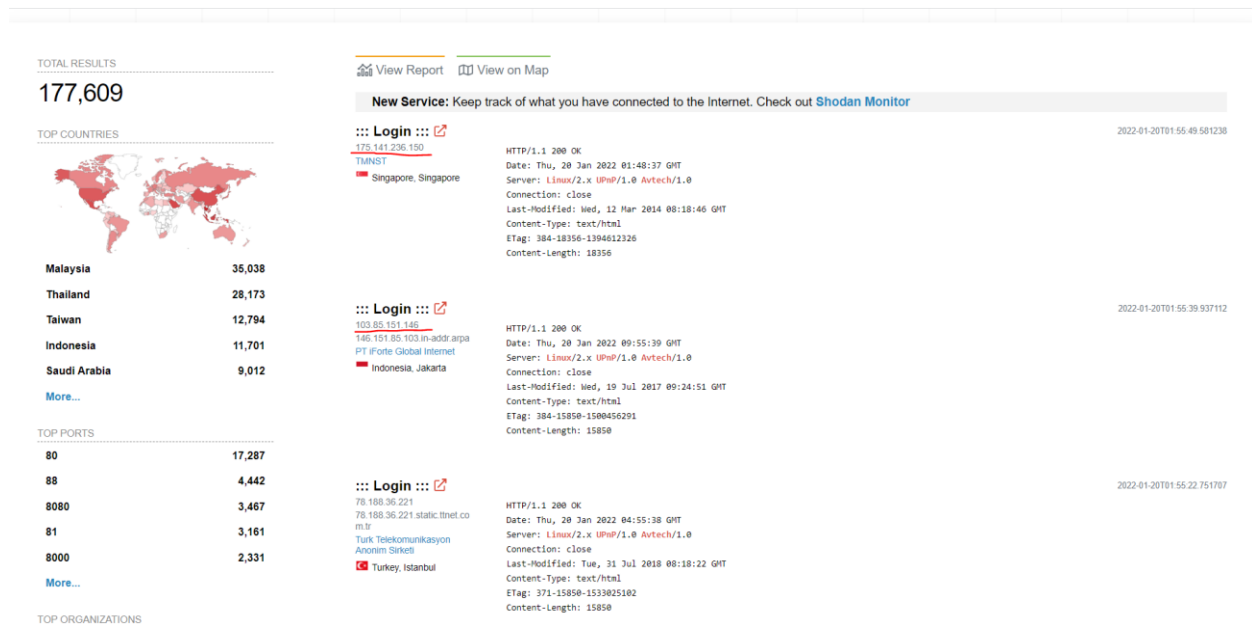 TOTAL RESULTS
177,609
TOP COUNTRIES
Malaysia 35,038
Thailand 28,173
Taiwan 12,794
Indonesia 11,701
Saudi Arabia 9,012
More...
TOP PORTS
80 17,287
88 4,442
8080 3,467
81 3,161
8000 2,331
More...
TOP ORGANIZATIONS
View Report View on Map
New Service: Keep track of what you have connected to the Internet. Check out Shodan Monitor
::: Login :::
2022-01-20T01:55:49.581238
175.141.236.150
TMNST
Singapore, Singapore
HTTP/1.1 200 OK
Date: Thu, 20 Jan 2022 01:48:37 GMT
Server: Linux/2.x UPnP/1.0 Avtech/1.0
Connection: close
Last-Modified: Wed, 12 Mar 2014 08:18:46 GMT
Content-Type: text/html
ETag: 384-18356-1394612326
Content-Length: 18356
::: Login :::
2022-01-20T01:55:39.937112
103.85.151.146
146.151.85.103.in-addr.arpa
PT iForte Global Internet
Indonesia, Jakarta
HTTP/1.1 200 OK
Date: Thu, 20 Jan 2022 09:55:39 GMT
Server: Linux/2.x UPnP/1.0 Avtech/1.0
Connection: close
Last-Modified: Wed, 19 Jul 2017 09:24:51 GMT
Content-Type: text/html
ETag: 384-15850-1500456291
Content-Length: 15850
::: Login :::
2022-01-20T01:55:22.751707
78.188.36.221
78.188.36.221.static.ttnet.co
m.tr
Turk Telekomunikasyon
Anonim Sirketi
Turkey, Istanbul
HTTP/1.1 200 OK
Date: Thu, 20 Jan 2022 04:55:38 GMT
Server: Linux/2.x UPnP/1.0 Avtech/1.0
Connection: close
Last-Modified: Tue, 31 Jul 2018 08:18:22 GMT
Content-Type: text/html
ETag: 371-15850-1533025102
Content-Length: 15850